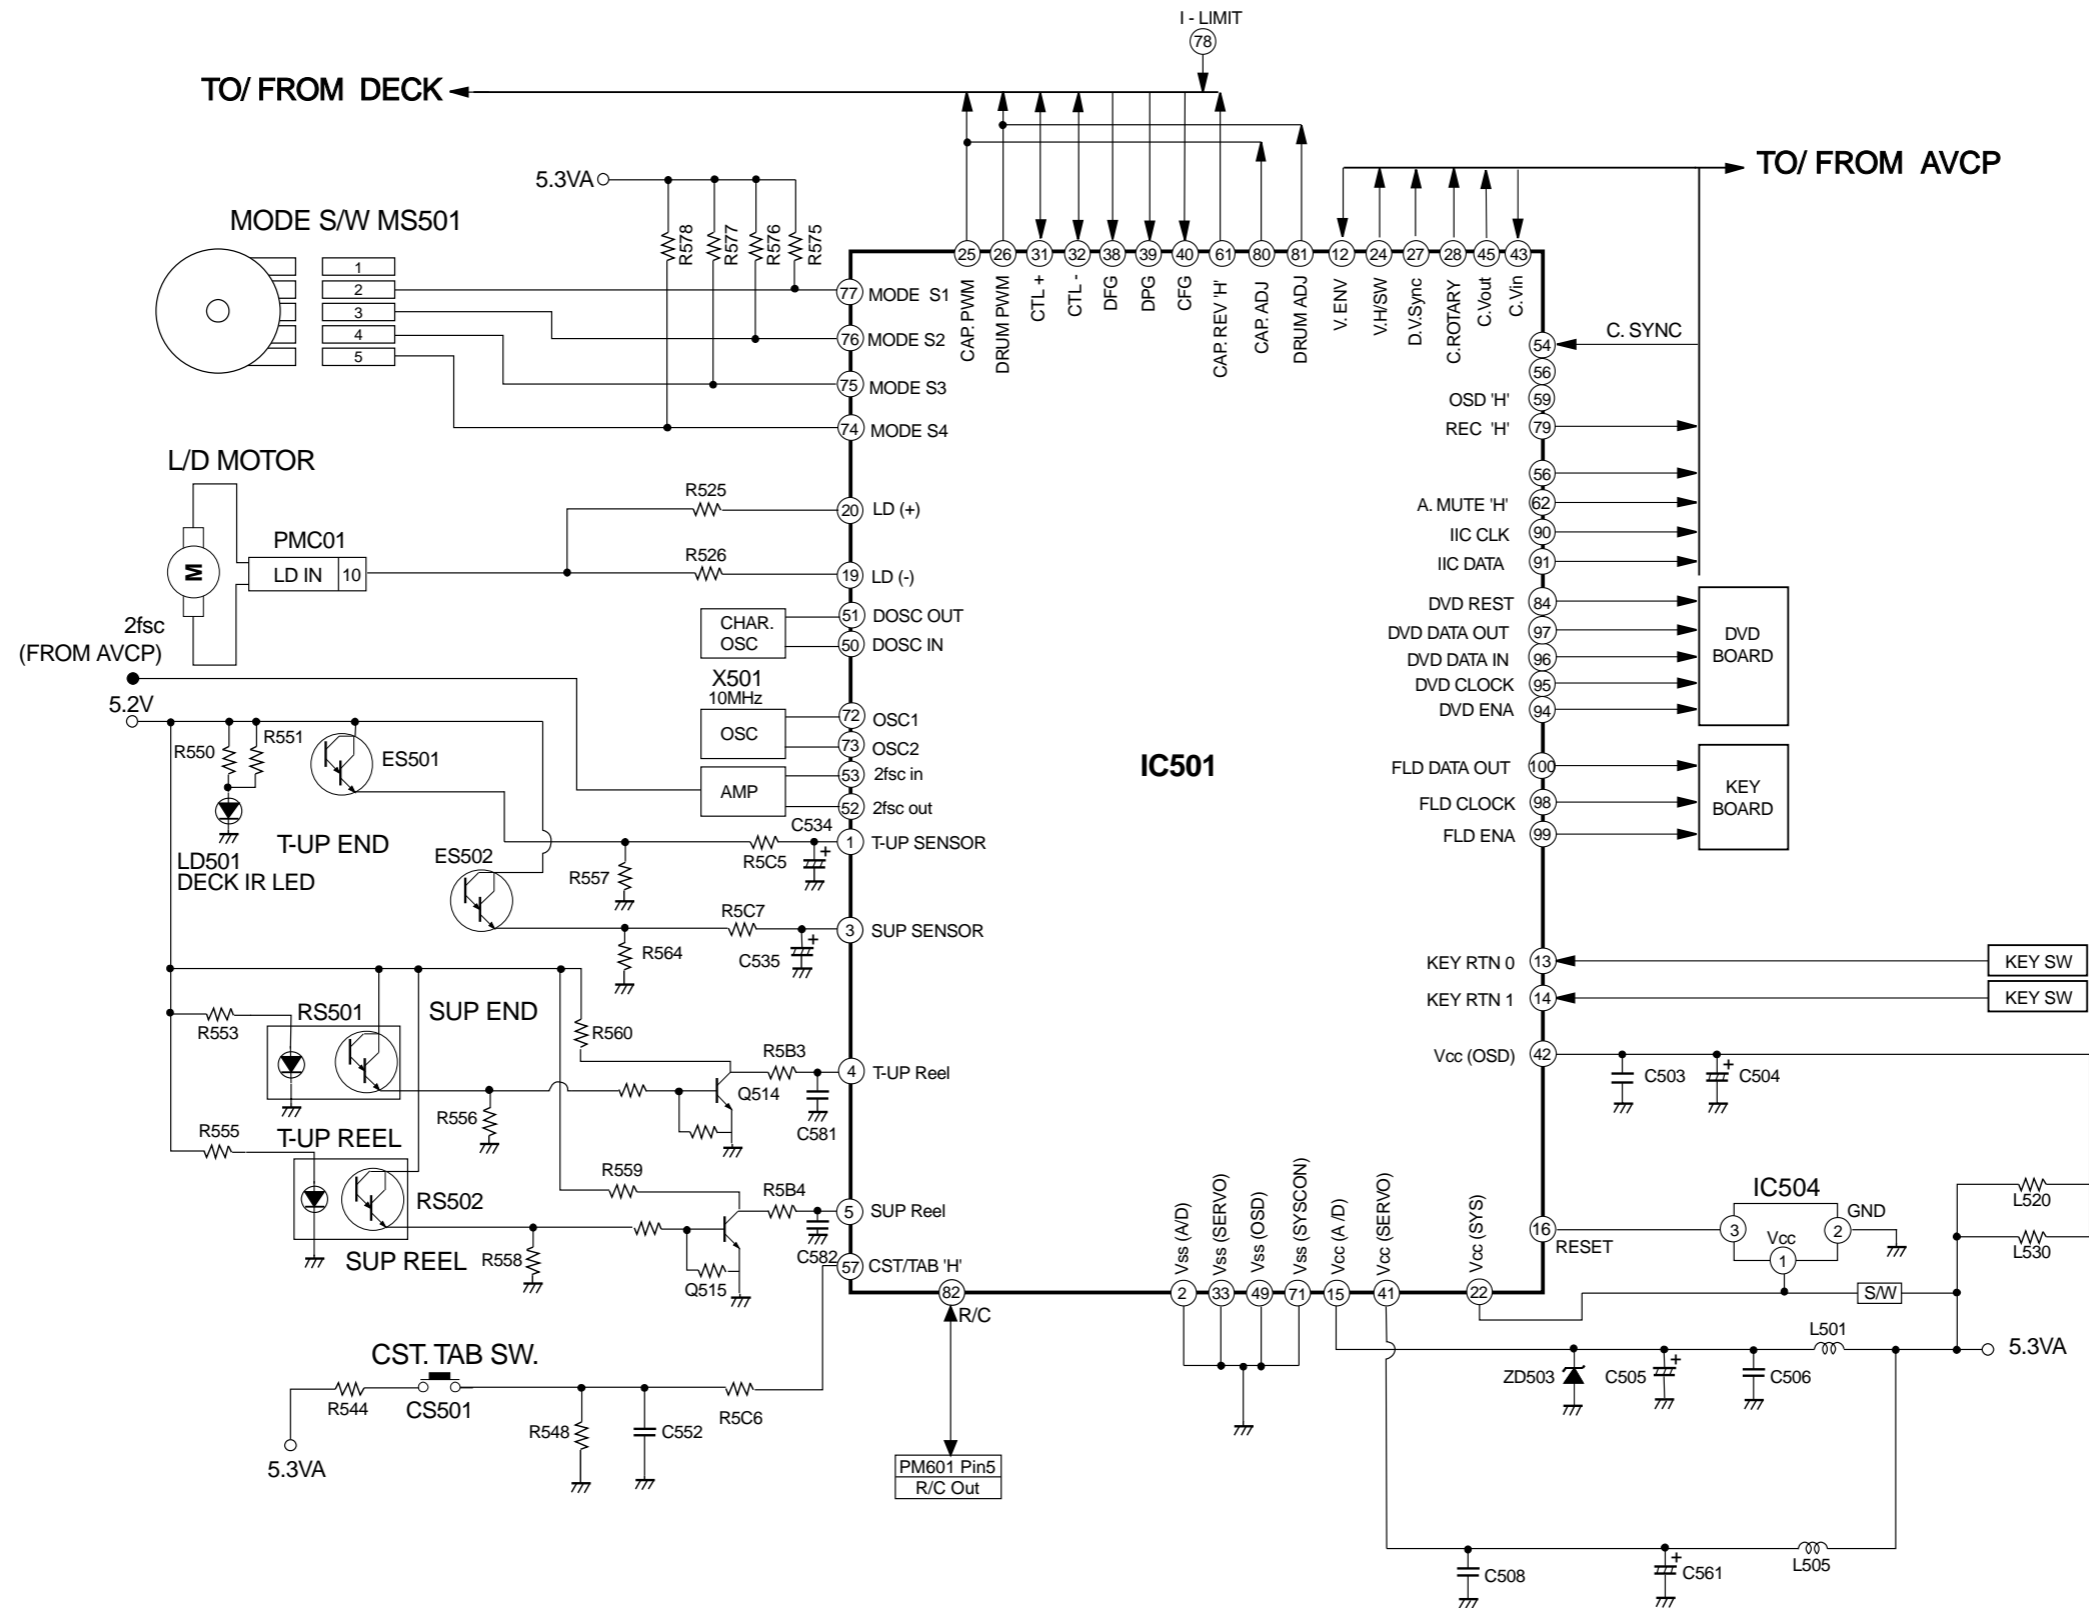 I - LIMIT
78
TO/ FROM DECK
TO/ FROM AVCP
5.3VA
R578
R577
R576
R575
MODE S/W MS501
1
2
3
4
5
77 MODE S1
76 MODE S2
75 MODE S3
74 MODE S4
25 CAP. PWM
26 DRUM PWM
31 CTL +
32 CTL -
38 DFG
39 DPG
40 CFG
61 CAP. REV 'H'
80 CAP. ADJ
81 DRUM ADJ
12 V. ENV
24 V.H/SW
27 D.V.Sync
28 C.ROTARY
45 C.Vout
43 C.Vin
54 C. SYNC
56
OSD 'H' 59
REC 'H' 79
56
A. MUTE 'H' 62
IIC CLK 90
IIC DATA 91
L/D MOTOR
M
PMC01
LD IN 10
R525
20 LD (+)
R526
19 LD (-)
CHAR.
OSC
51 DOSC OUT
50 DOSC IN
2fsc
(FROM AVCP)
X501
10MHz
OSC
72 OSC1
73 OSC2
AMP
53 2fsc in
52 2fsc out
IC501
DVD REST 84
DVD DATA OUT 97
DVD DATA IN 96
DVD CLOCK 95
DVD ENA 94
DVD
BOARD
FLD DATA OUT 100
FLD CLOCK 98
FLD ENA 99
KEY
BOARD
5.2V
R550
R551
ES501
T-UP END
LD501
DECK IR LED
ES502
R557
R5C5
C534
1 T-UP SENSOR
R5C7
R564
C535
3 SUP SENSOR
SUP END
KEY RTN 0 13
KEY SW
KEY RTN 1 14
KEY SW
Vcc (OSD) 42
C503
C504
R553
RS501
R560
R5B3
4 T-UP Reel
R556
Q514
C581
T-UP REEL
R555
RS502
R559
R5B4
5 SUP Reel
SUP REEL
R558
Q515
C582
57 CST/TAB 'H'
82
R/C
2 Vss (A/D)
33 Vss (SERVO)
49 Vss (OSD)
71 Vss (SYSCON)
15 Vcc (A /D)
41 Vcc (SERVO)
22 Vcc (SYS)
16
RESET
IC504
3
Vcc
1
2
GND
S/W
L520
L530
L501
5.3VA
ZD503
C505
C506
CST. TAB SW.
R544
CS501
R548
C552
R5C6
5.3VA
PM601 Pin5
R/C Out
C508
C561
L505